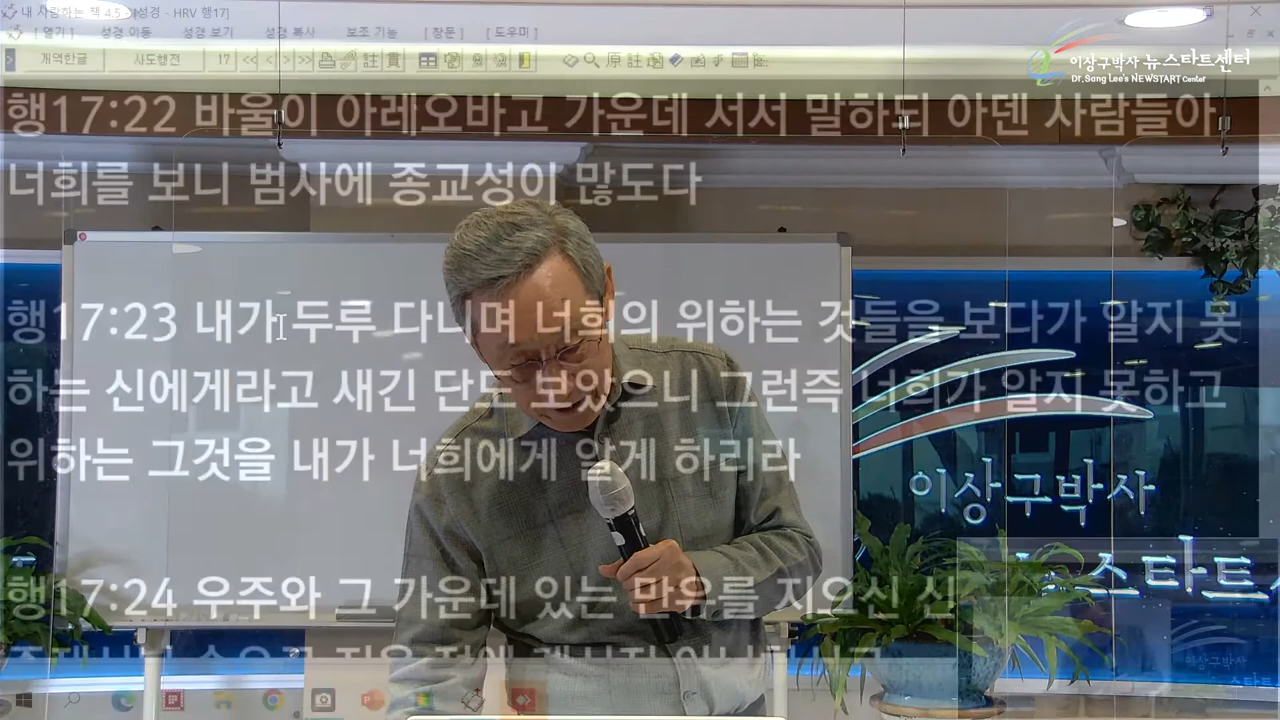 내 사랑하는 책 4.5 - HRV 행17]
[ 열기 ] 성경 이동 성경 보기 성경 복사 보조 기능 [ 창문 ] [ 도우미 ]
개역한글 사도행전 17 << < > >>
이상구박사 뉴스타트센터
Dr. Sang Lee's NEWSTART Center
행17:22 바울이 아레오바고 가운데 서서 말하되 아덴 사람들아
너희를 보니 범사에 종교성이 많도다
행17:23 내가 두루 다니며 너희의 위하는 것들을 보다가 알지 못
하는 신에게라고 새긴 단도 보았으니 그런즉 너희가 알지 못하고
위하는 그것을 내가 너희에게 알게 하리라
이상구박사
뉴스타트
행17:24 우주와 그 가운데 있는 만유를 지으신 신
이상구박사